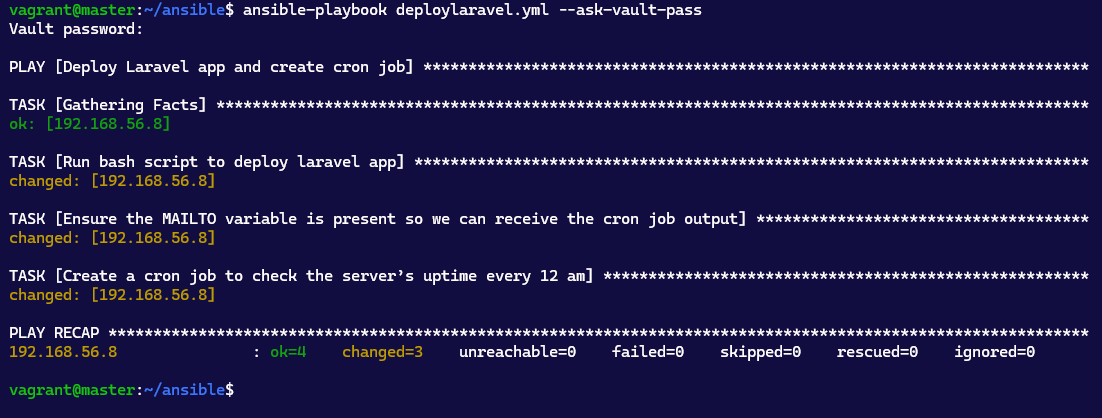 vagrant@master:~/ansible$ ansible-playbook deploylaravel.yml --ask-vault-pass
Vault password:
PLAY [Deploy Laravel app and create cron job] **************************************************************************
TASK [Gathering Facts] *************************************************************************************************
ok: [192.168.56.8]
TASK [Run bash script to deploy laravel app] ***************************************************************************
changed: [192.168.56.8]
TASK [Ensure the MAILTO variable is present so we can receive the cron job output] *************************************
changed: [192.168.56.8]
TASK [Create a cron job to check the server’s uptime every 12 am] ******************************************************
changed: [192.168.56.8]
PLAY RECAP *************************************************************************************************************
192.168.56.8               : ok=4    changed=3    unreachable=0    failed=0    skipped=0    rescued=0    ignored=0
vagrant@master:~/ansible$